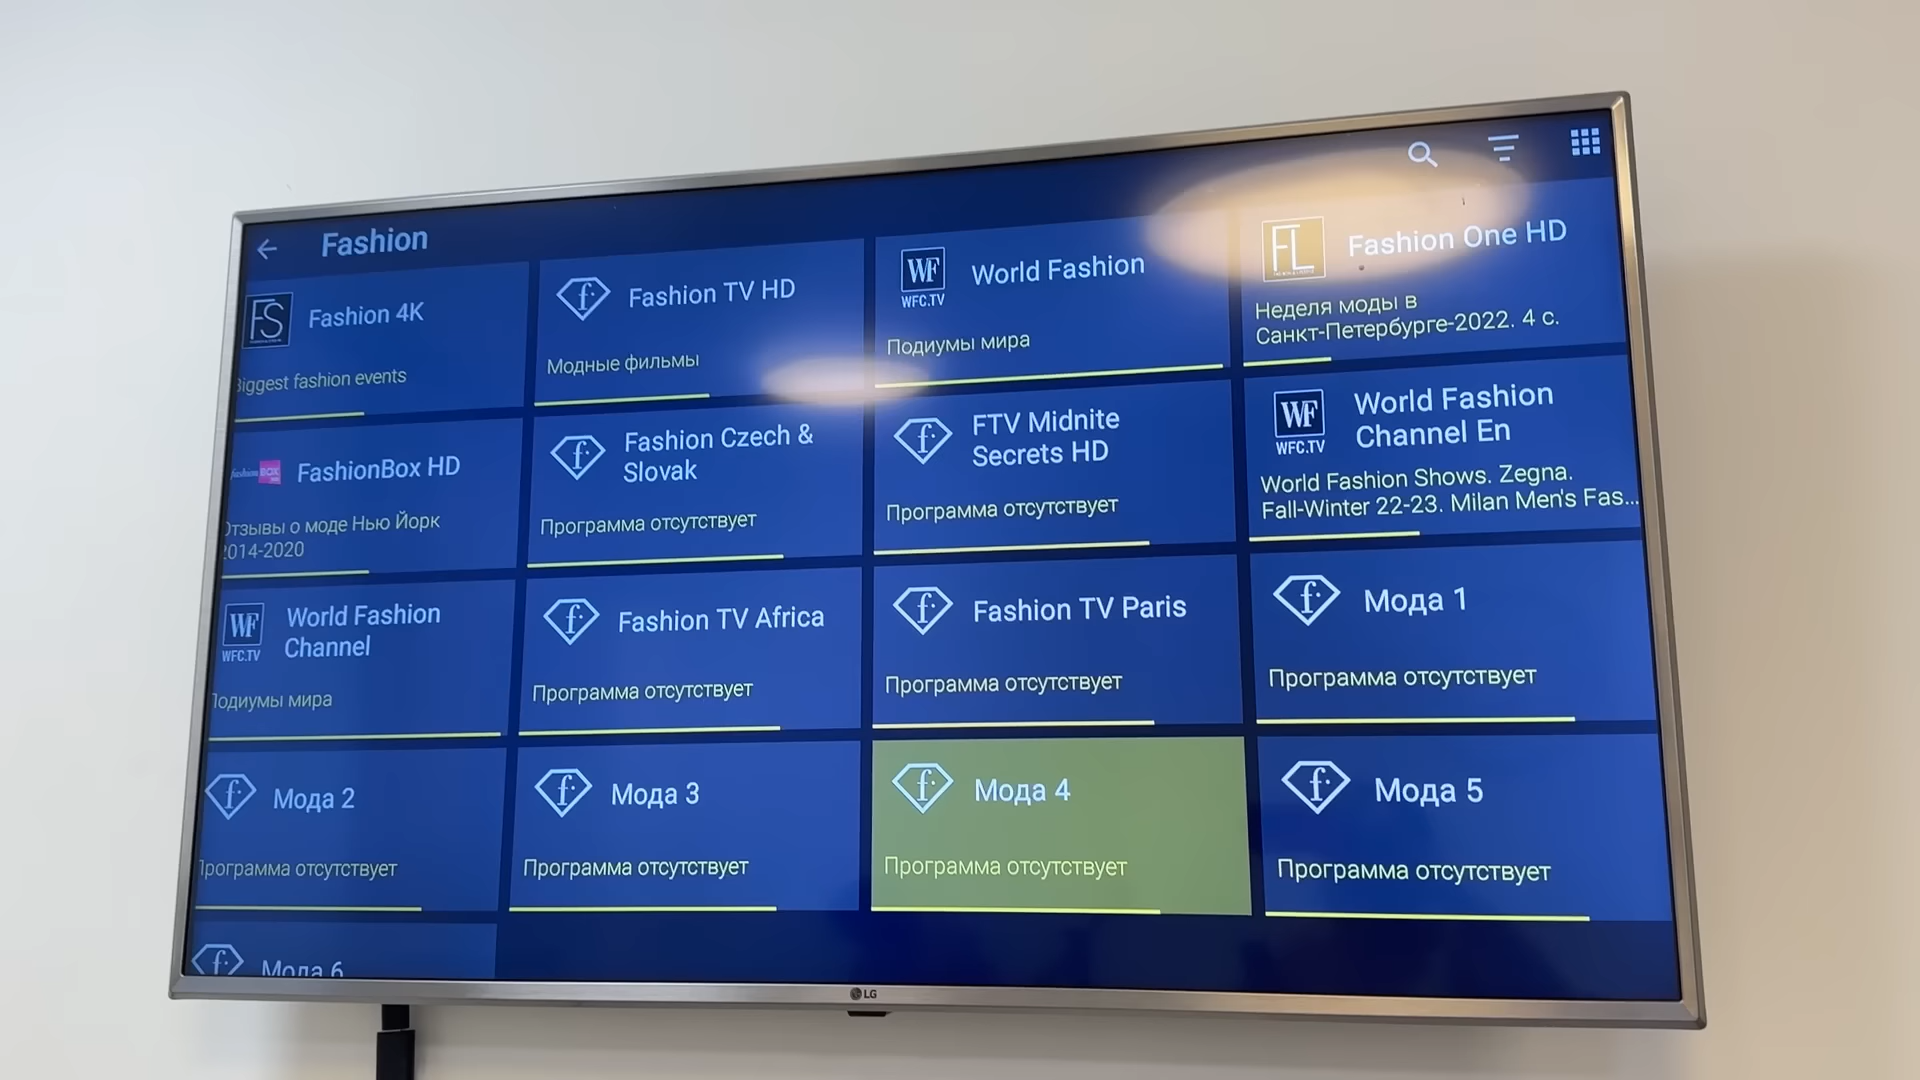 Fashion
FS
Fashion 4K
Biggest fashion events
f
Fashion TV HD
Модные фильмы
WF
WFC.TV
World Fashion
Подиумы мира
FL
Fashion One HD
Неделя моды в
Санкт-Петербурге-2022. 4 с.
fashion BOX
FashionBox HD
Отзывы о моде Нью Йорк
2014-2020
f
Fashion Czech &
Slovak
Программа отсутствует
f
FTV Midnite
Secrets HD
Программа отсутствует
WF
WFC.TV
World Fashion
Channel En
World Fashion Shows. Zegna.
Fall-Winter 22-23. Milan Men's Fas...
WF
WFC.TV
World Fashion
Channel
Подиумы мира
f
Fashion TV Africa
Программа отсутствует
f
Fashion TV Paris
Программа отсутствует
f
Мода 1
Программа отсутствует
f
Мода 2
Программа отсутствует
f
Мода 3
Программа отсутствует
f
Мода 4
Программа отсутствует
f
Мода 5
Программа отсутствует
f
Мода 6
LG